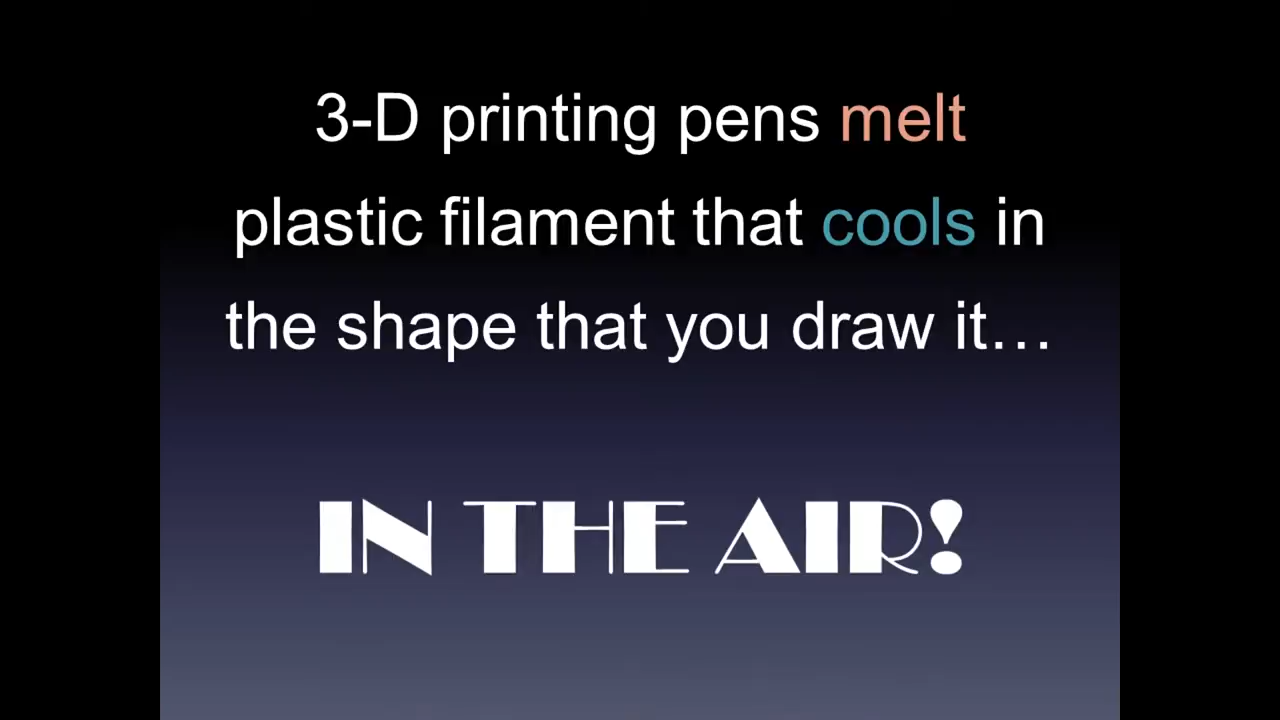 3-D printing pens melt
plastic filament that cools in
the shape that you draw it…
IN THE AIR!